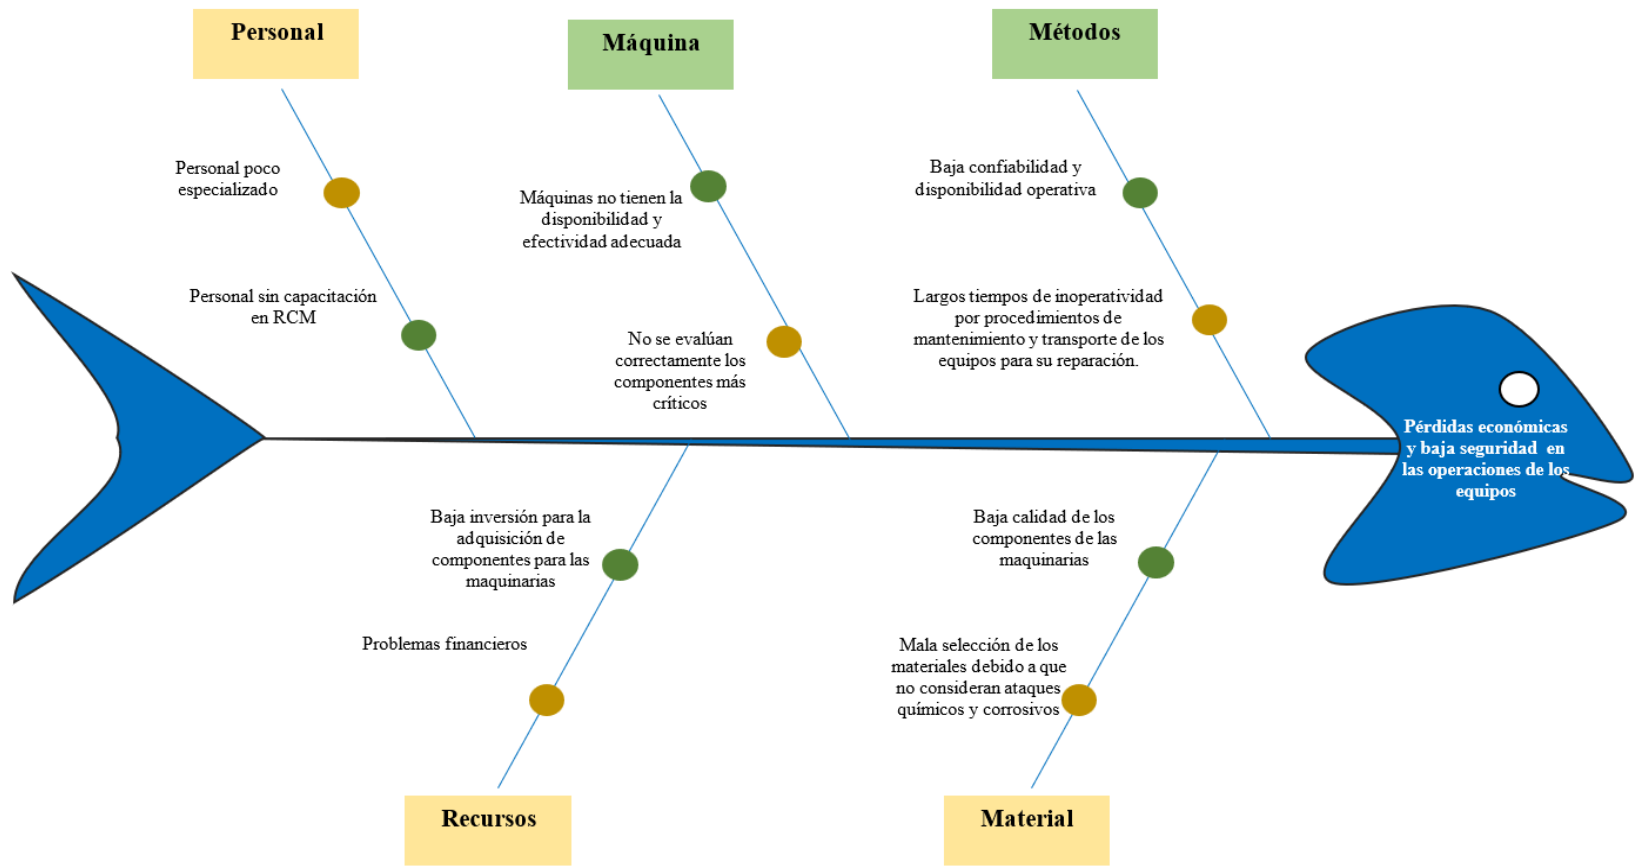 Personal
Máquina
Métodos
Personal poco
especializado
Personal sin capacitación
en RCM
Máquinas no tienen la
disponibilidad y
efectividad adecuada
No se evalúan
correctamente los
componentes más
críticos
Baja confiabilidad y
disponibilidad operativa
Largos tiempos de inoperatividad
por procedimientos de
mantenimiento y transporte de los
equipos para su reparación.
Pérdidas económicas
y baja seguridad en
las operaciones de los
equipos
Baja inversión para la
adquisición de
componentes para las
maquinarias
Problemas financieros
Baja calidad de los
componentes de las
maquinarias
Mala selección de los
materiales debido a que
no consideran ataques
químicos y corrosivos
Recursos
Material